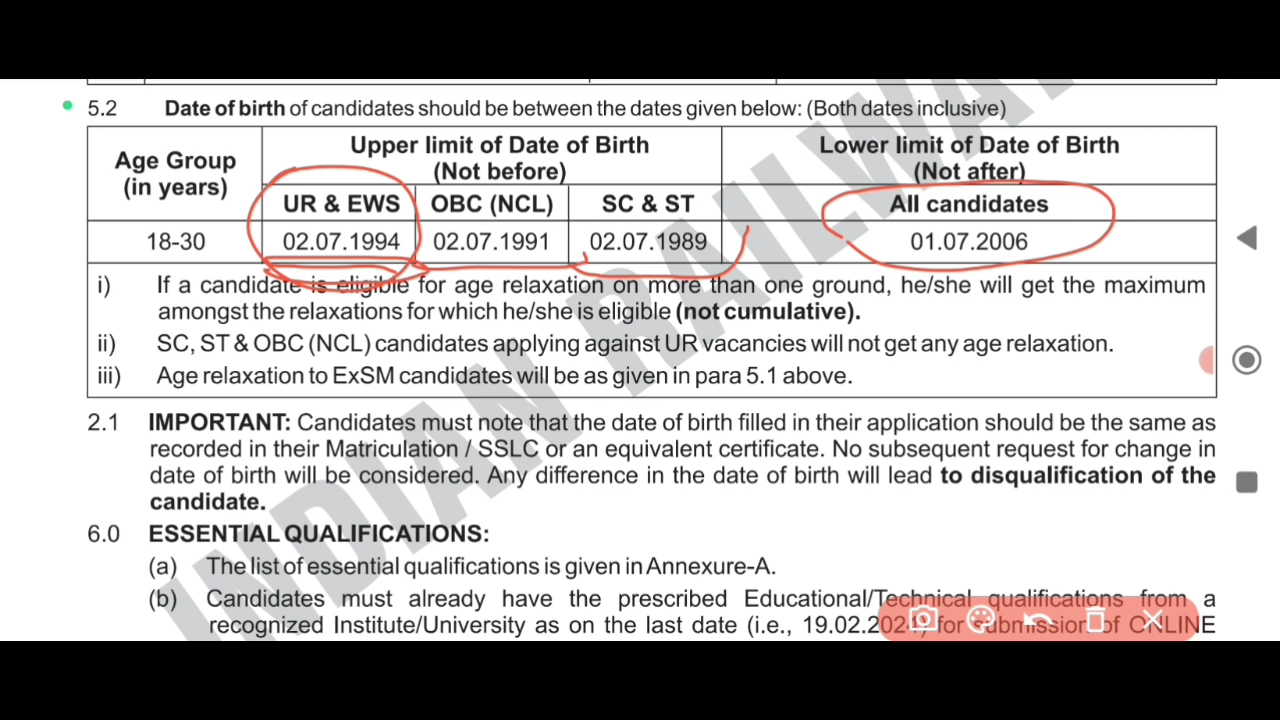 5.2 Date of birth of candidates should be between the dates given below: (Both dates inclusive)
Age Group (in years) Upper limit of Date of Birth (Not before) Lower limit of Date of Birth (Not after)
UR & EWS OBC (NCL) SC & ST All candidates
18-30 02.07.1994 02.07.1991 02.07.1989 01.07.2006
i) If a candidate is eligible for age relaxation on more than one ground, he/she will get the maximum
amongst the relaxations for which he/she is eligible (not cumulative).
ii) SC, ST & OBC (NCL) candidates applying against UR vacancies will not get any age relaxation.
iii) Age relaxation to ExSM candidates will be as given in para 5.1 above.
2.1 IMPORTANT: Candidates must note that the date of birth filled in their application should be the same as
recorded in their Matriculation / SSLC or an equivalent certificate. No subsequent request for change in
date of birth will be considered. Any difference in the date of birth will lead to disqualification of the
candidate.
6.0 ESSENTIAL QUALIFICATIONS:
(a) The list of essential qualifications is given in Annexure-A.
(b) Candidates must already have the prescribed Educational/Technical qualifications from a
recognized Institute/University as on the last date (i.e., 19.02.2024) for submission of ONLINE
INDIAN RAILWAY